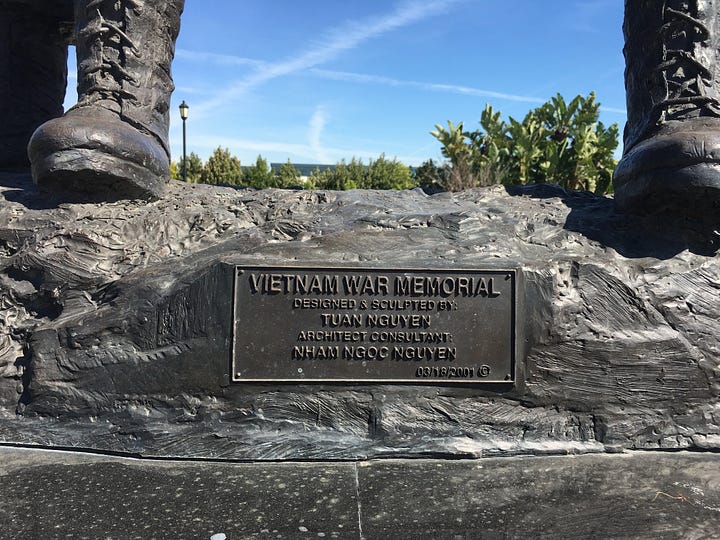 VIETNAM WAR MEMORIAL
DESIGNED & SCULPTED BY:
TUAN NGUYEN
ARCHITECT CONSULTANT:
NHAM NGOC NGUYEN
03/18/2001 ©